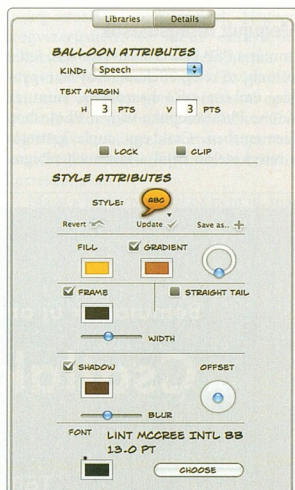 Libraries Details
BALLOON ATTRIBUTES
KIND: Speech
TEXT MARGIN
H 3 PTS 3 PTS
LOCK CLIP
STYLE ATTRIBUTES
STYLE: ABC
Revert Update Save as..
FILL GRADIENT
FRAME STRAIGHT TAIL
WIDTH
SHADOW OFFSET
BLUR
FONT LINT MCCREE INTL BB
13.0 PT
CHOOSE